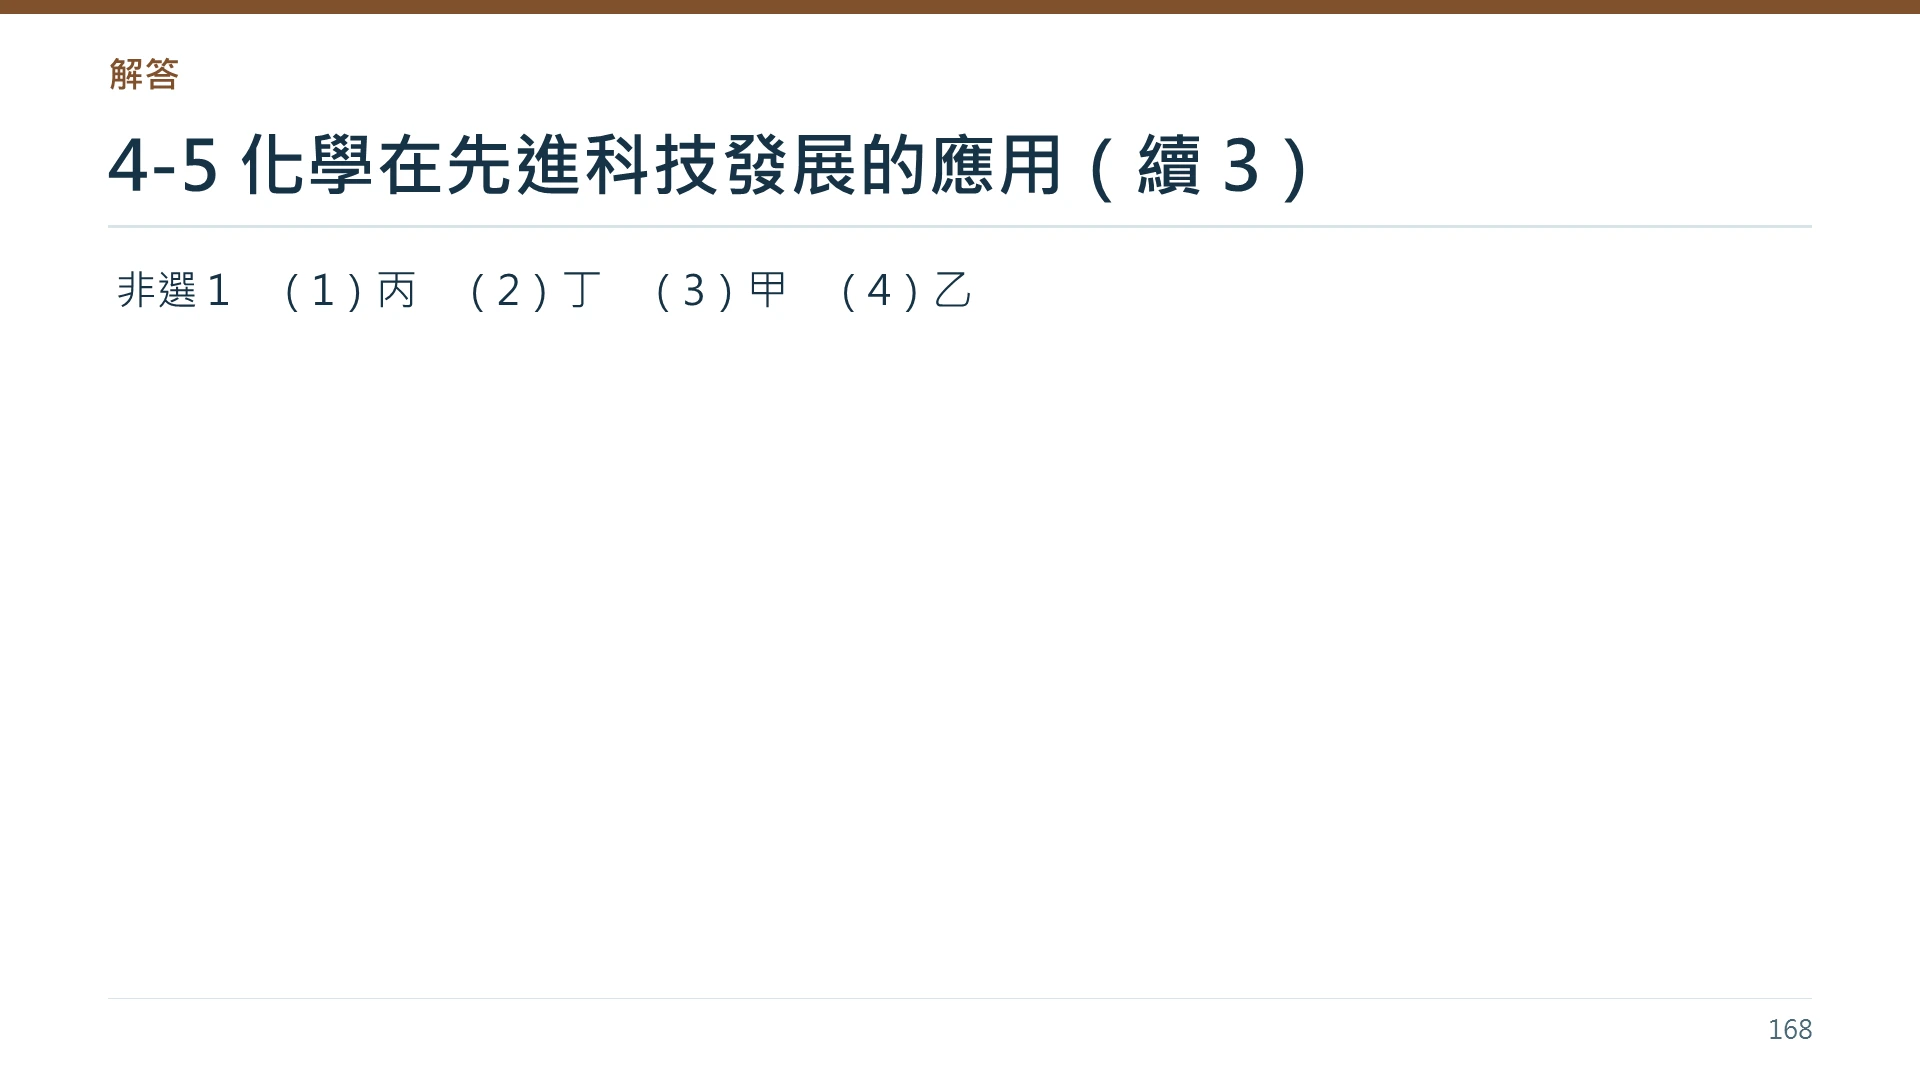 解答
4-5 化學在先進科技發展的應用（續 3）
非選 1　（1）丙　（2）丁　（3）甲　（4）乙
168